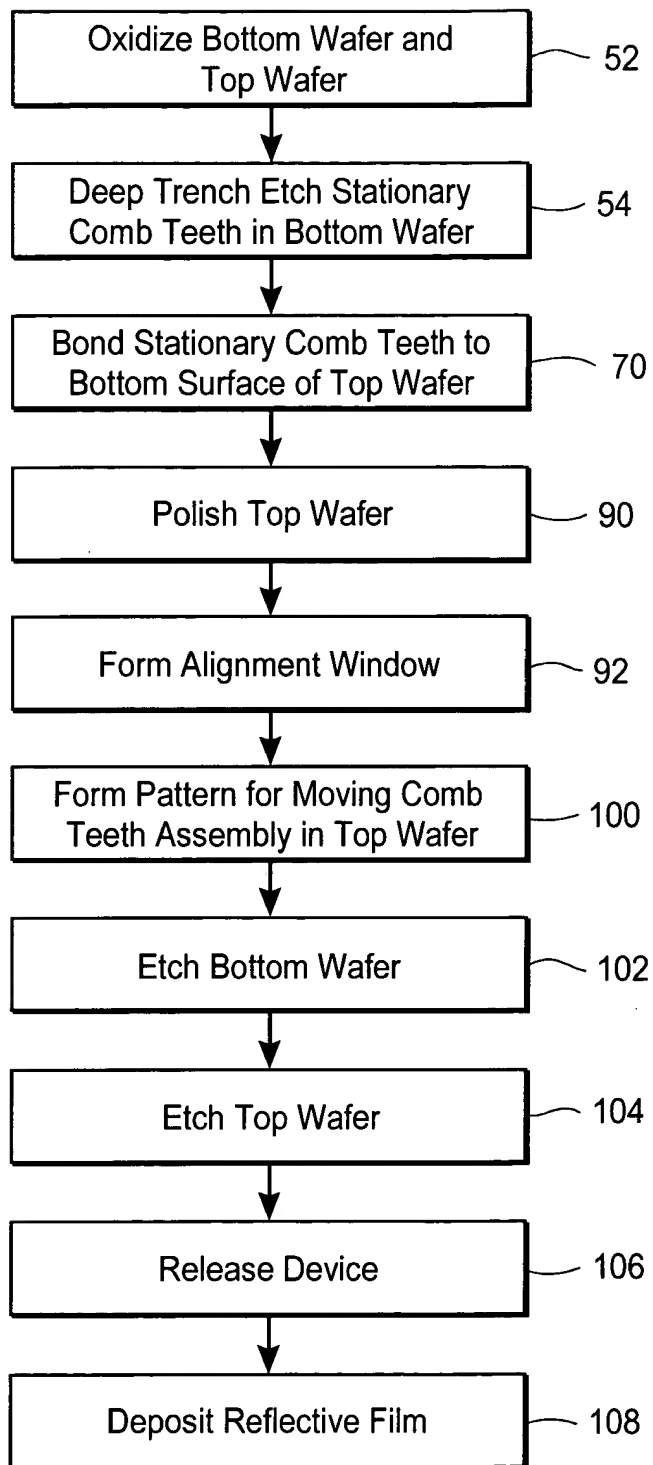 Oxidize Bottom Wafer and
Top Wafer
52
Deep Trench Etch Stationary
Comb Teeth in Bottom Wafer
54
Bond Stationary Comb Teeth to
Bottom Surface of Top Wafer
70
Polish Top Wafer
90
Form Alignment Window
92
Form Pattern for Moving Comb
Teeth Assembly in Top Wafer
100
Etch Bottom Wafer
102
Etch Top Wafer
104
Release Device
106
Deposit Reflective Film
108